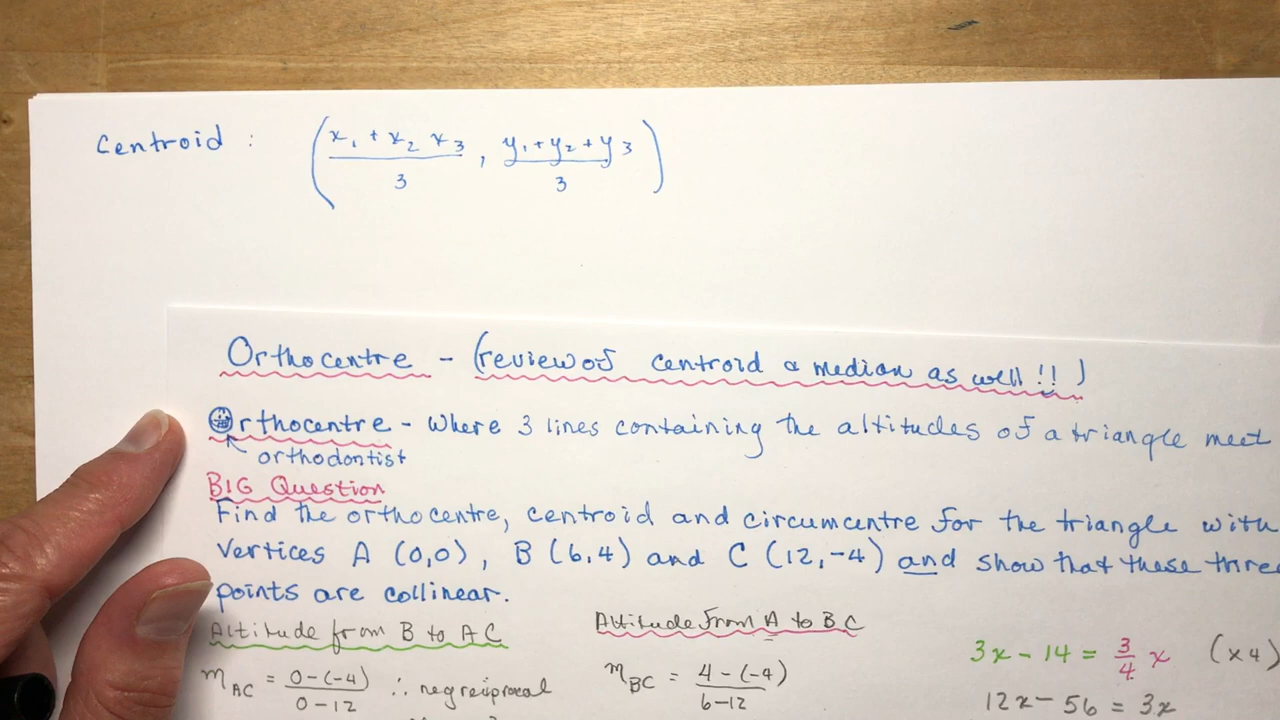 Centroid : ( x₁ + x₂ x₃ / 3 , y₁ + y₂ + y₃ / 3 )
Orthocentre - (review of centroid & median as well !! )
Orthocentre - Where 3 lines containing the altitudes of a triangle meet
orthodontist
BIG Question
Find the orthocentre, centroid and circumcentre for the triangle with
vertices A (0,0), B (6,4) and C (12,-4) and show that these three
points are collinear.
Altitude from B to AC
m_AC = 0-(-4) / 0-12 ∴ neg reciprocal
Altitude from A to BC
m_BC = 4-(-4) / 6-12
3x - 14 = 3/4 x (x4)
12x - 56 = 3x